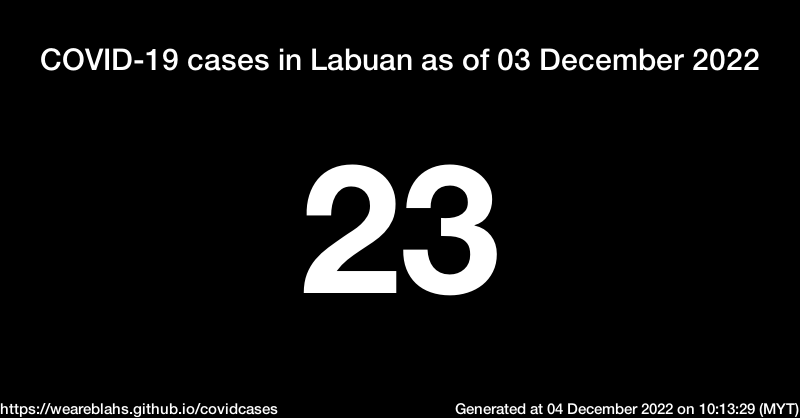 COVID-19 cases in Labuan as of 03 December 2022
23
https://weareblahs.github.io/covidcases
Generated at 04 December 2022 on 10:13:29 (MYT)